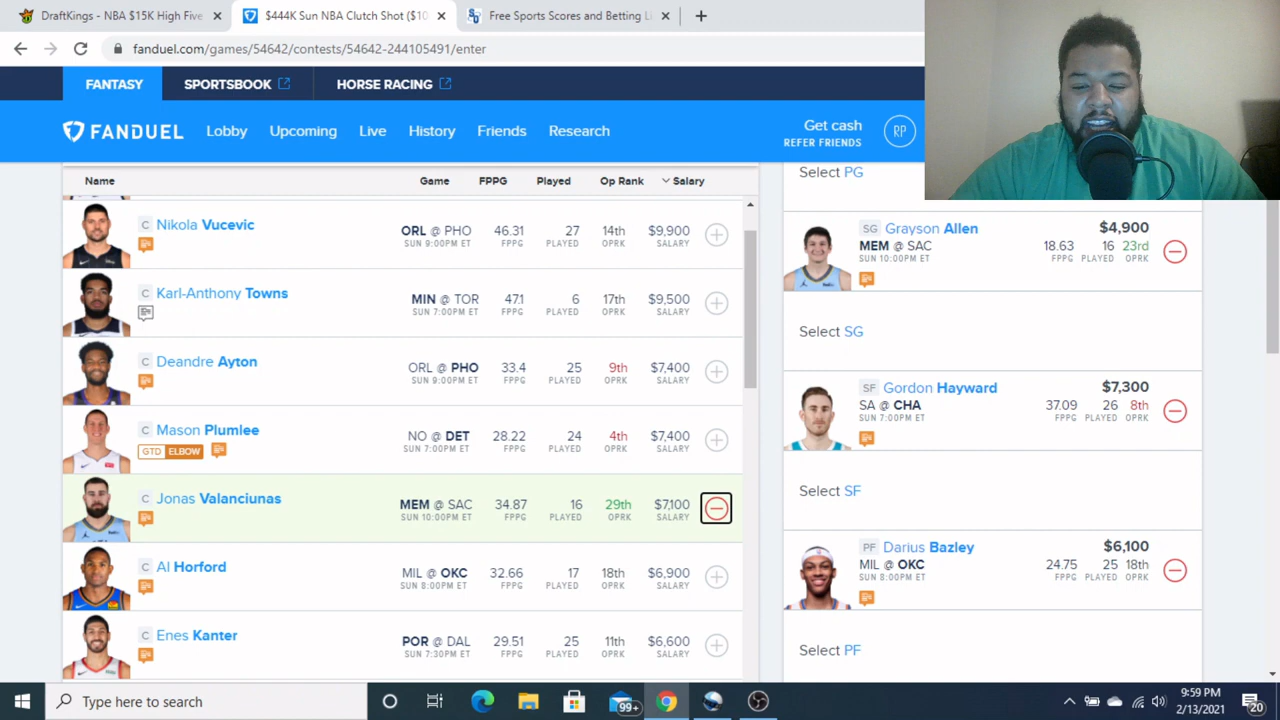 DraftKings - NBA $15K High Five
$444K Sun NBA Clutch Shot ($10
Free Sports Scores and Betting Li
fanduel.com/games/54642/contests/54642-244105491/enter
FANTASY SPORTSBOOK HORSE RACING
FANDUEL Lobby Upcoming Live History Friends Research
Get cash
REFER FRIENDS
RP
Name Game FPPG Played Op Rank Salary
C Nikola Vucevic ORL @ PHO 46.31 27 14th $9,900
SUN 9:00PM ET FPPG PLAYED OPRK SALARY
C Karl-Anthony Towns MIN @ TOR 47.1 6 17th $9,500
SUN 7:00PM ET FPPG PLAYED OPRK SALARY
C Deandre Ayton ORL @ PHO 33.4 25 9th $7,400
SUN 9:00PM ET FPPG PLAYED OPRK SALARY
C Mason Plumlee NO @ DET 28.22 24 4th $7,400
GTD ELBOW SUN 7:00PM ET FPPG PLAYED OPRK SALARY
C Jonas Valanciunas MEM @ SAC 34.87 16 29th $7,100
SUN 10:00PM ET FPPG PLAYED OPRK SALARY
C Al Horford MIL @ OKC 32.66 17 18th $6,900
SUN 8:00PM ET FPPG PLAYED OPRK SALARY
C Enes Kanter POR @ DAL 29.51 25 11th $6,600
SUN 7:30PM ET FPPG PLAYED OPRK SALARY
Select PG
SG Grayson Allen $4,900
MEM @ SAC 18.63 16 23rd
SUN 10:00PM ET FPPG PLAYED OPRK
Select SG
SF Gordon Hayward $7,300
SA @ CHA 37.09 26 8th
SUN 7:00PM ET FPPG PLAYED OPRK
Select SF
PF Darius Bazley $6,100
MIL @ OKC 24.75 25 18th
SUN 8:00PM ET FPPG PLAYED OPRK
Select PF
Type here to search
99+
9:59 PM
2/13/2021
20